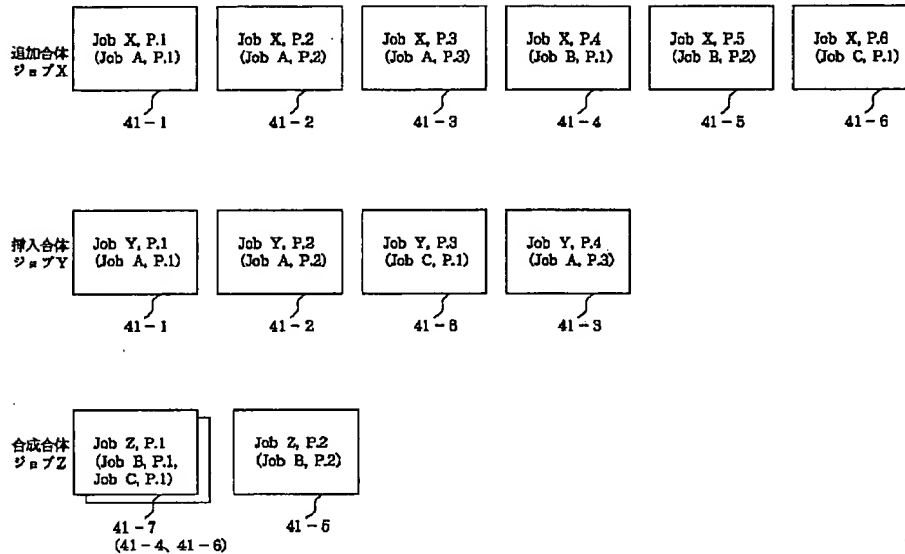 追加合体
ジョブX
Job X, P.1
(Job A, P.1)
41-1
Job X, P.2
(Job A, P.2)
41-2
Job X, P.3
(Job A, P.3)
41-3
Job X, P.4
(Job B, P.1)
41-4
Job X, P.5
(Job B, P.2)
41-5
Job X, P.6
(Job C, P.1)
41-6
挿入合体
ジョブY
Job Y, P.1
(Job A, P.1)
41-1
Job Y, P.2
(Job A, P.2)
41-2
Job Y, P.3
(Job C, P.1)
41-6
Job Y, P.4
(Job A, P.3)
41-3
合成合体
ジョブZ
Job Z, P.1
(Job B, P.1,
Job C, P.1)
41-7
(41-4、41-6)
Job Z, P.2
(Job B, P.2)
41-5